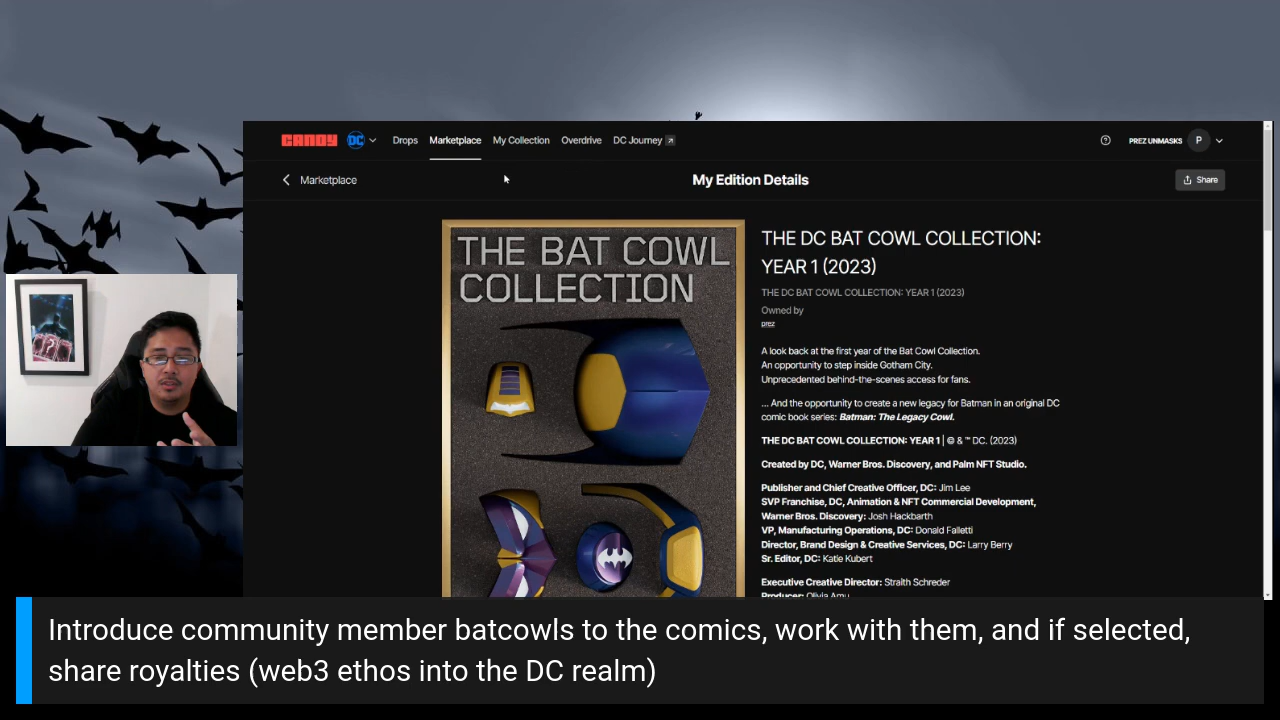 CANDY DC Drops Marketplace My Collection Overdrive DC Journey PREZ UNMASKS P
Marketplace My Edition Details Share
THE BAT COWL
COLLECTION
THE DC BAT COWL COLLECTION:
YEAR 1 (2023)
THE DC BAT COWL COLLECTION: YEAR 1 (2023)
Owned by
prez
A look back at the first year of the Bat Cowl Collection.
An opportunity to step inside Gotham City.
Unprecedented behind-the-scenes access for fans.
... And the opportunity to create a new legacy for Batman in an original DC
comic book series: Batman: The Legacy Cowl.
THE DC BAT COWL COLLECTION: YEAR 1 | © & ™ DC. (2023)
Created by DC, Warner Bros. Discovery, and Palm NFT Studio.
Publisher and Chief Creative Officer, DC: Jim Lee
SVP Franchise, DC, Animation & NFT Commercial Development,
Warner Bros. Discovery: Josh Hackbarth
VP, Manufacturing Operations, DC: Donald Falletti
Director, Brand Design & Creative Services, DC: Larry Berry
Sr. Editor, DC: Katie Kubert
Executive Creative Director: Straith Schreder
Producer: Olivia Amu
Introduce community member batcowls to the comics, work with them, and if selected,
share royalties (web3 ethos into the DC realm)